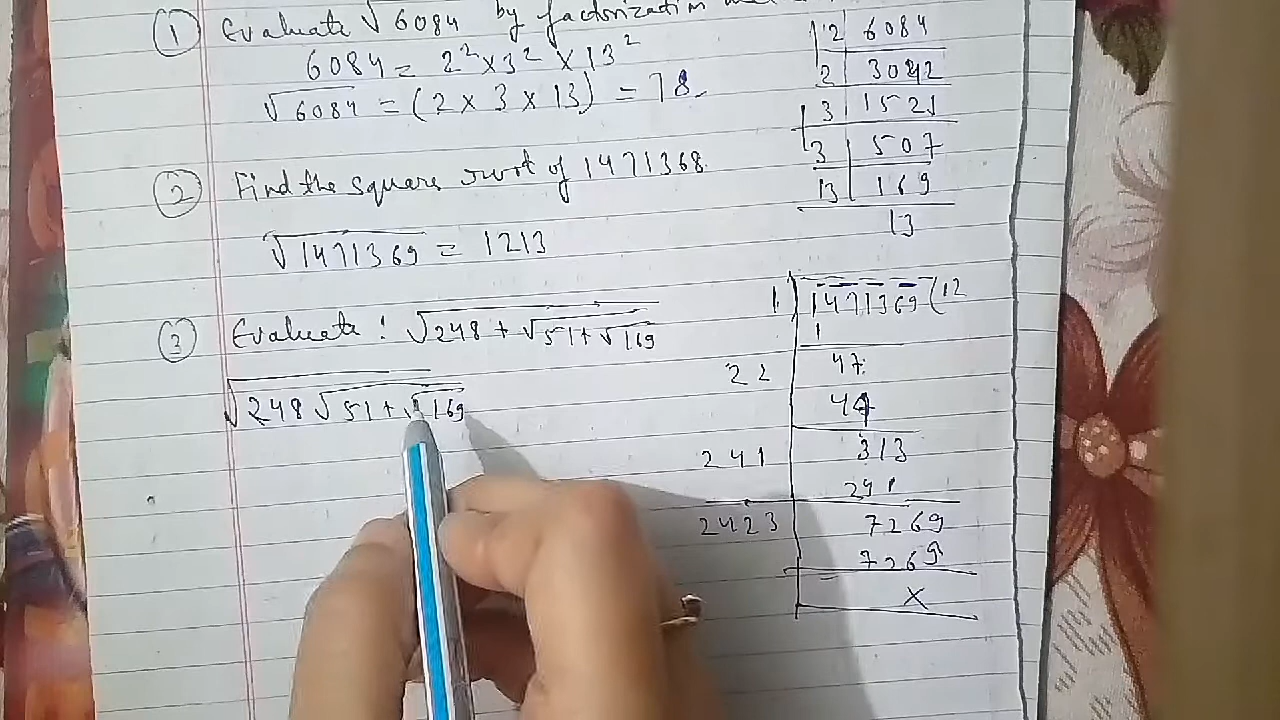 ① Evaluate √6084 by factorization
6084 = 2² × 3² × 13²
√6084 = (2 × 3 × 13) = 78
2 | 6084
2 | 3042
3 | 1521
3 | 507
13 | 169
13
② Find the square root of 1471368.
√1471369 = 1213
1 ) 1471369 ( 12
1
22 47
44
241 313
241
2423 7269
7269
×
③ Evaluate : √248 + √51 + √169
√248 √51 + √169